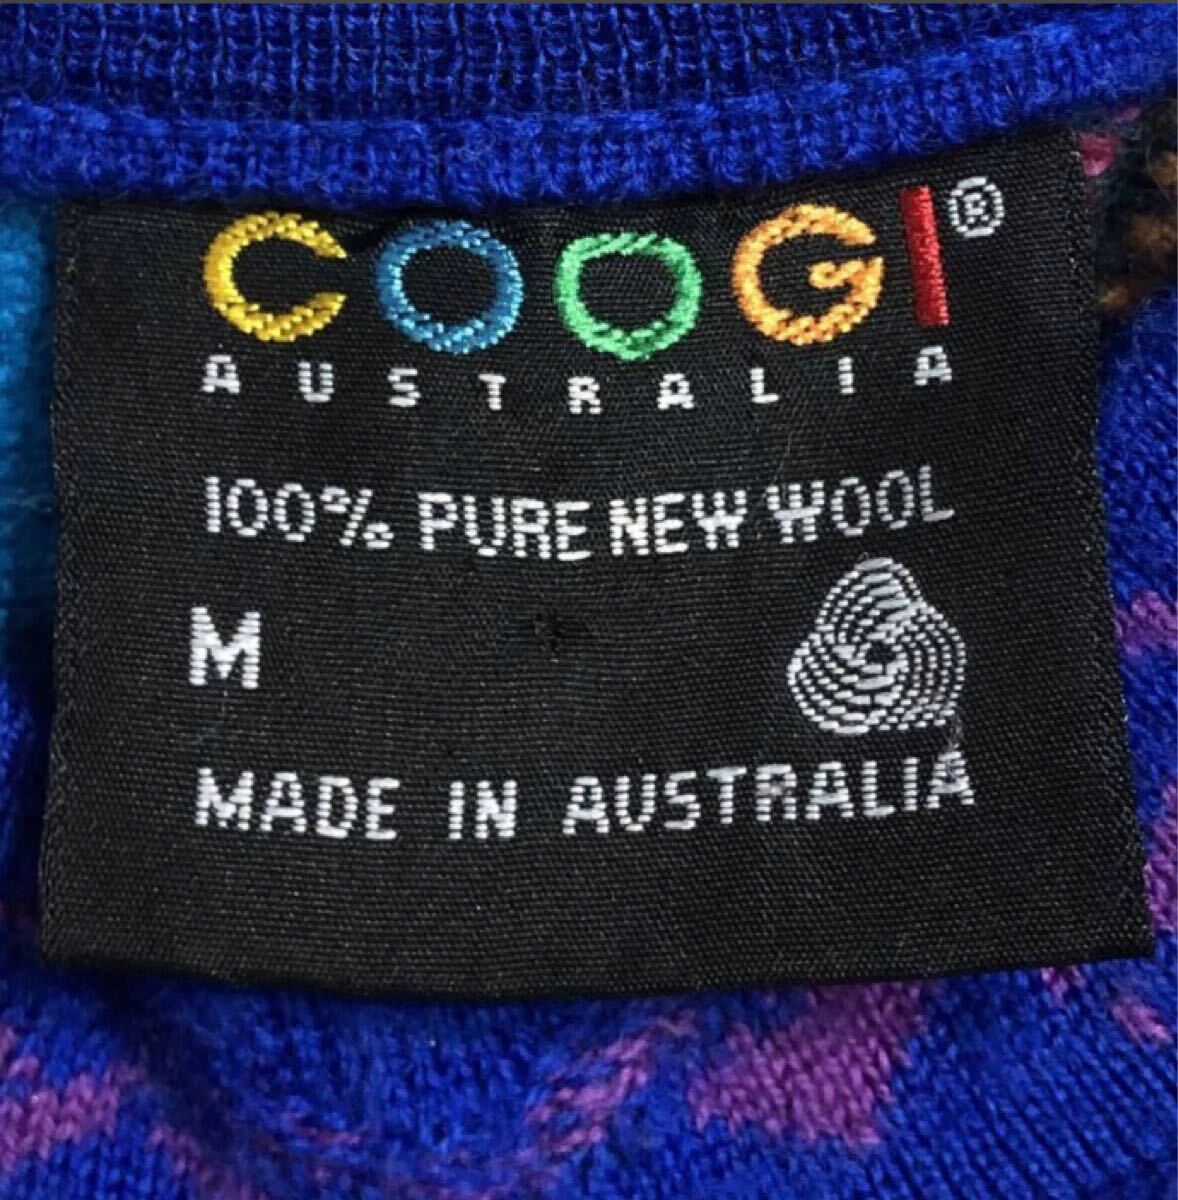 COOGI®
AUSTRALIA
100% PURE NEW WOOL
M
MADE IN AUSTRALIA